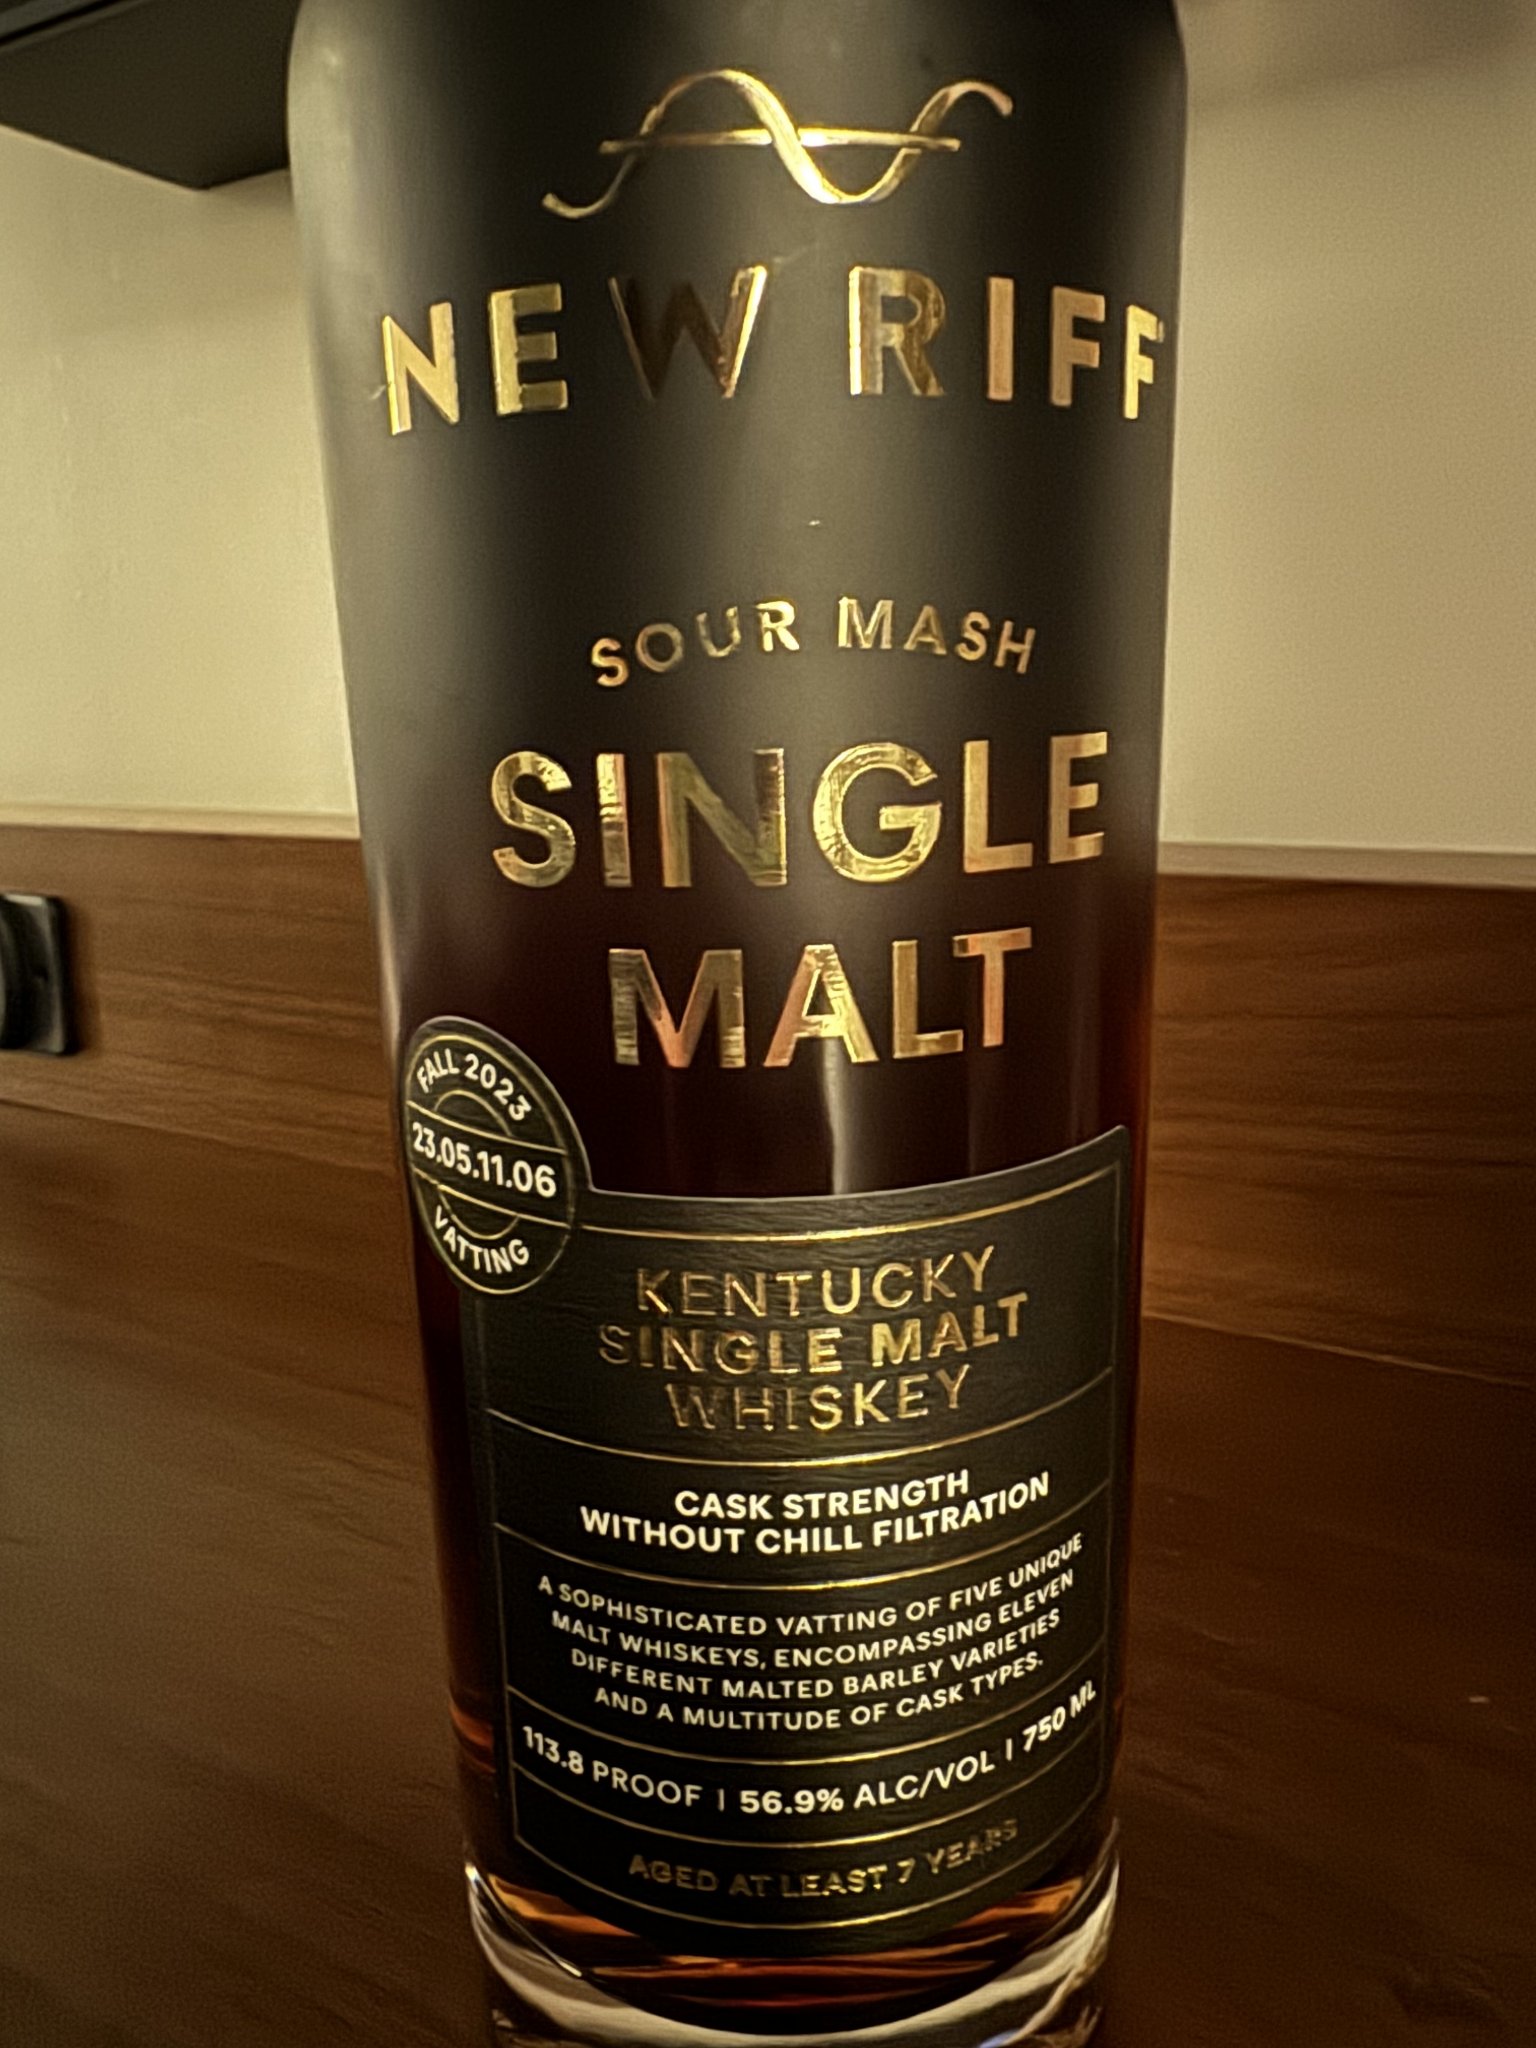 NEW RIFF
SOUR MASH
SINGLE
MALT
FALL 2023
23.05.11.06
VATTING
KENTUCKY
SINGLE MALT
WHISKEY
CASK STRENGTH
WITHOUT CHILL FILTRATION
A SOPHISTICATED VATTING OF FIVE UNIQUE
MALT WHISKEYS, ENCOMPASSING ELEVEN
DIFFERENT MALTED BARLEY VARIETIES
AND A MULTITUDE OF CASK TYPES.
113.8 PROOF | 56.9% ALC/VOL | 750 ML
AGED AT LEAST 7 YEARS